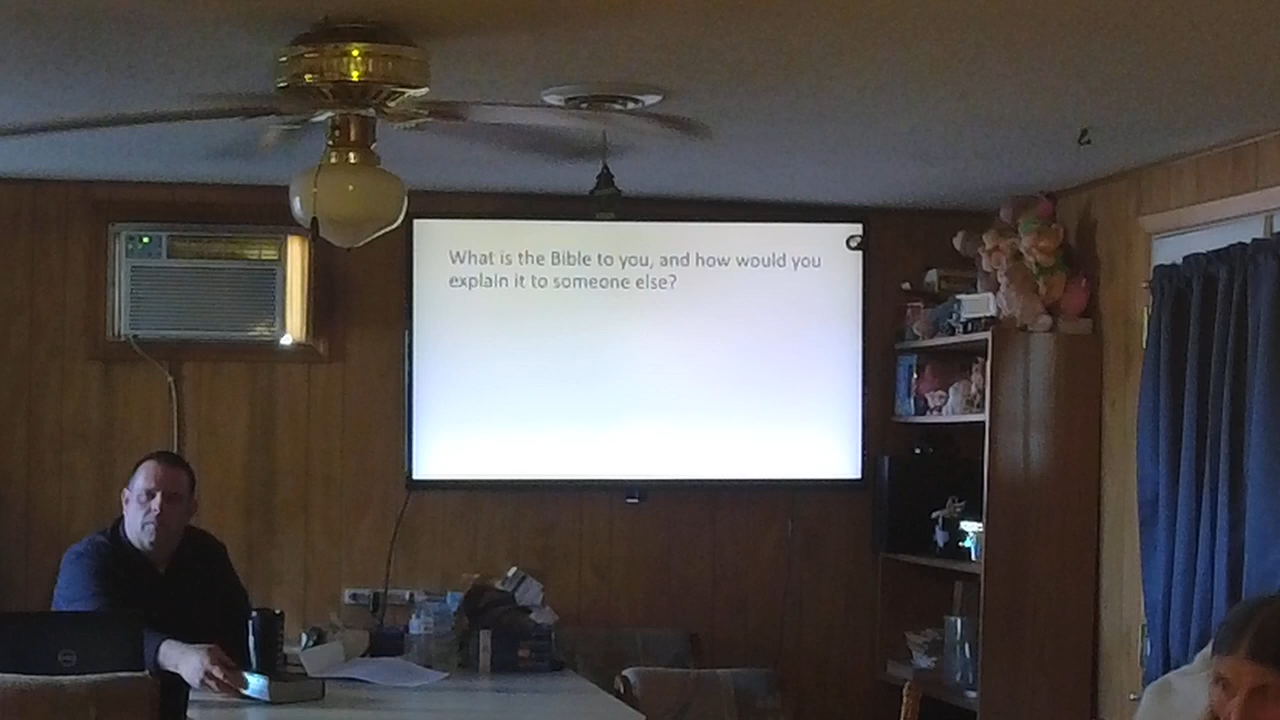 What is the Bible to you, and how would you
explain it to someone else?